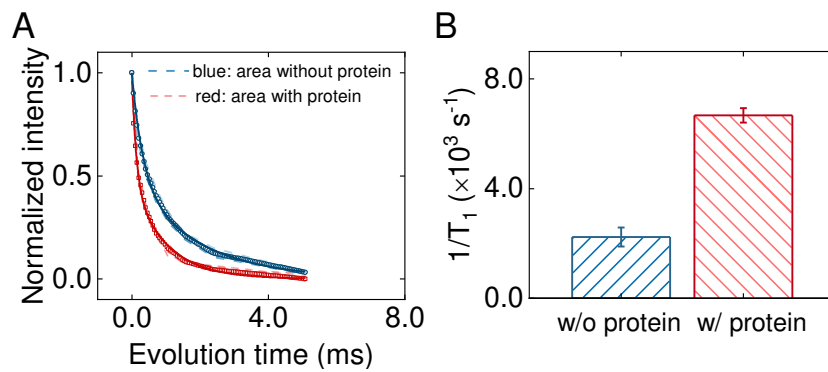 A
Normalized intensity
1.0
0.5
0.0
blue: area without protein
red: area with protein
0.0 4.0 8.0
Evolution time (ms)
B
1/T₁ (×10³ s⁻¹)
8.0
4.0
0.0
w/o protein w/ protein